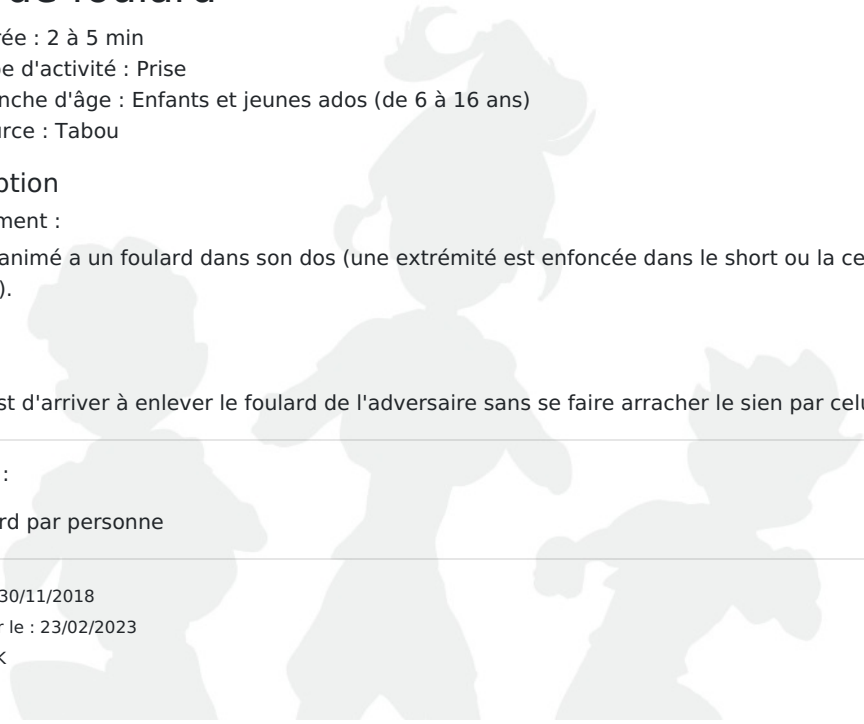 de foulard
rée : 2 à 5 min
e d'activité : Prise
nche d'âge : Enfants et jeunes ados (de 6 à 16 ans)
urce : Tabou
ption
ment :
animé a un foulard dans son dos (une extrémité est enfoncée dans le short ou la ce
).
st d'arriver à enlever le foulard de l'adversaire sans se faire arracher le sien par celu
:
rd par personne
30/11/2018
r le : 23/02/2023
K